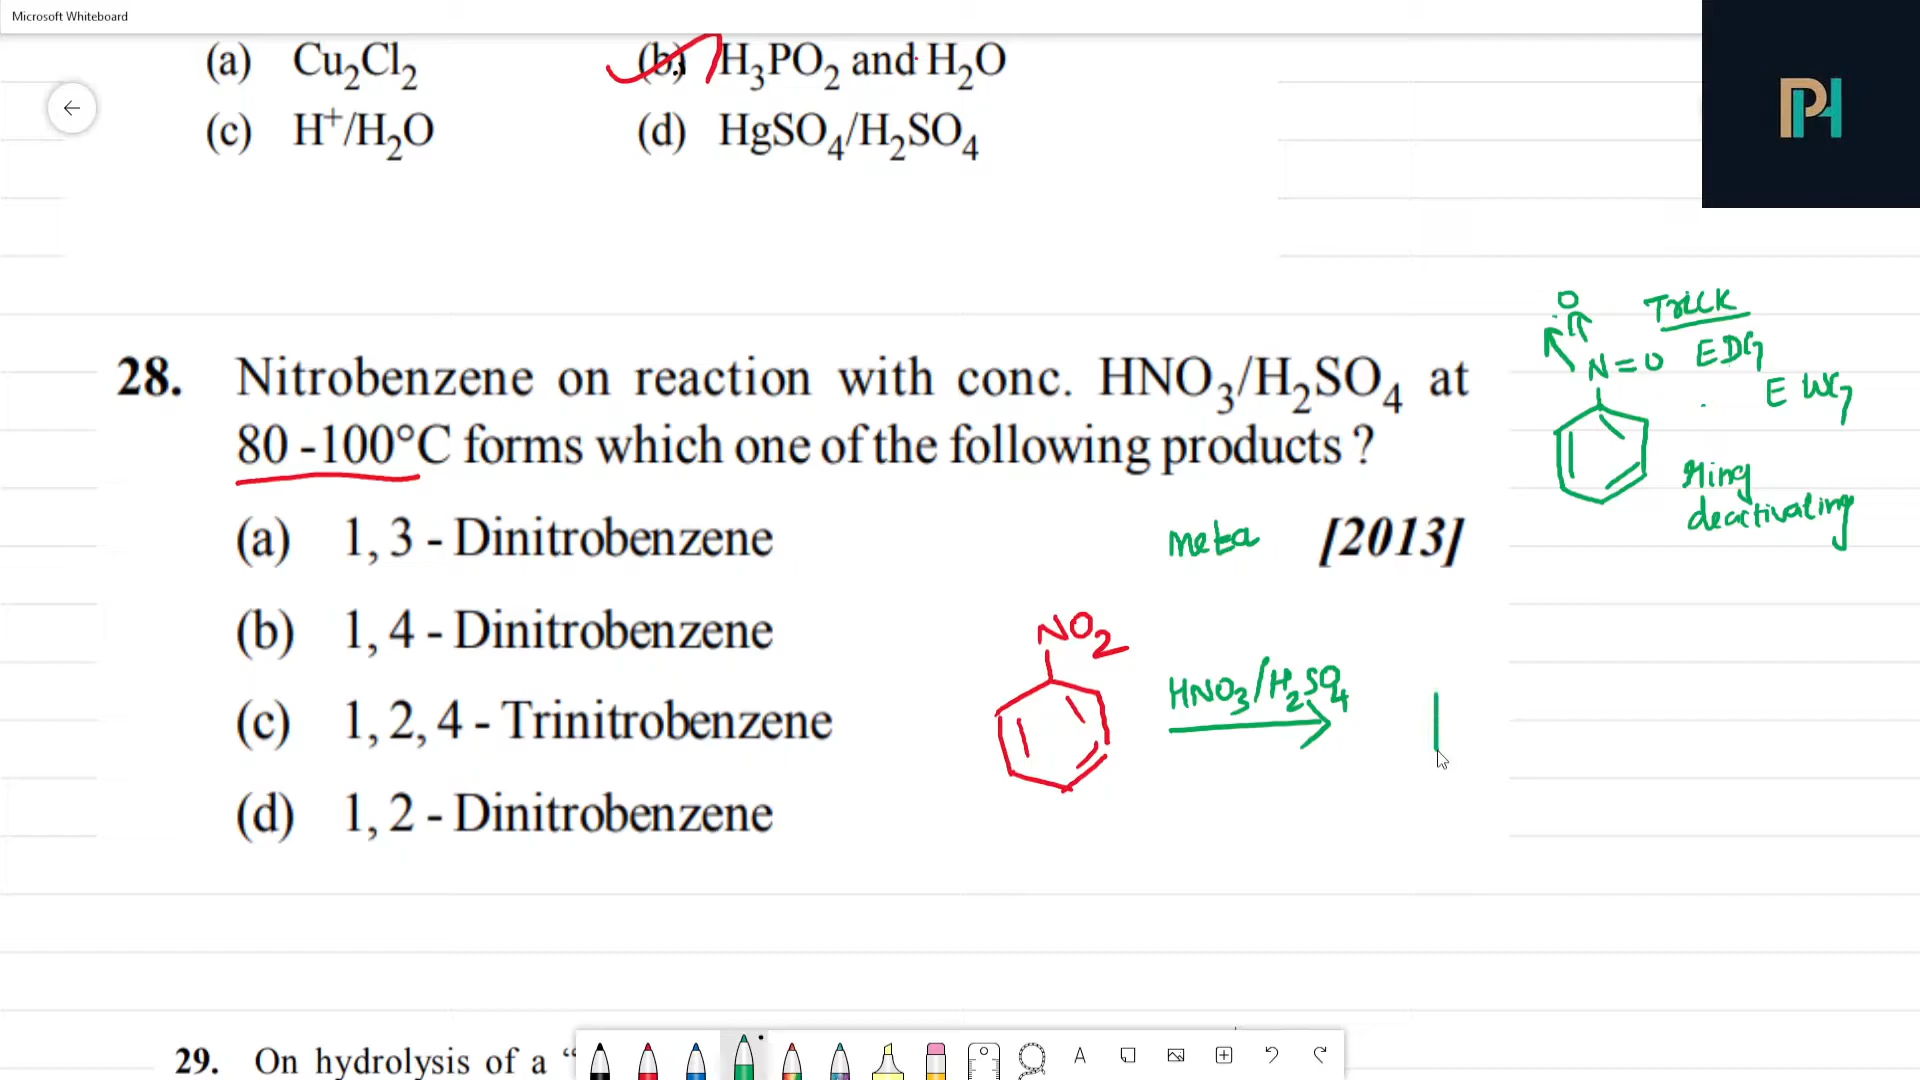 Microsoft Whiteboard
(a) Cu₂Cl₂ (b) H₃PO₂ and H₂O
(c) H⁺/H₂O (d) HgSO₄/H₂SO₄
28. Nitrobenzene on reaction with conc. HNO₃/H₂SO₄ at
80 -100°C forms which one of the following products ?
(a) 1, 3 - Dinitrobenzene meta [2013]
(b) 1, 4 - Dinitrobenzene
(c) 1, 2, 4 - Trinitrobenzene
(d) 1, 2 - Dinitrobenzene
NO₂
HNO₃/H₂SO₄
O
N=O
Trick
EDG
EWG
ring
deactivating
29. On hydrolysis of a “
A
PH